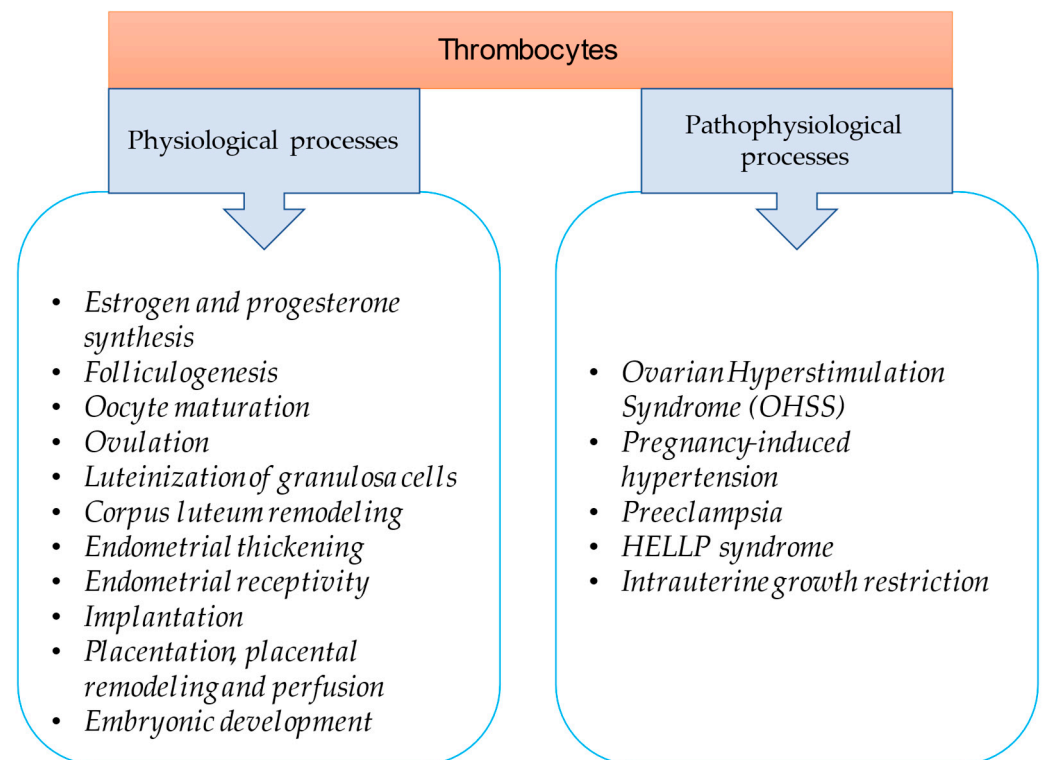 Thrombocytes
Physiological processes
Pathophysiological
processes
• Estrogen and progesterone
synthesis
• Folliculogenesis
• Oocyte maturation
• Ovulation
• Luteinization of granulosa cells
• Corpus luteum remodeling
• Endometrial thickening
• Endometrial receptivity
• Implantation
• Placentation, placental
remodeling and perfusion
• Embryonic development
• Ovarian Hyperstimulation
Syndrome (OHSS)
• Pregnancy-induced
hypertension
• Preeclampsia
• HELLP syndrome
• Intrauterine growth restriction